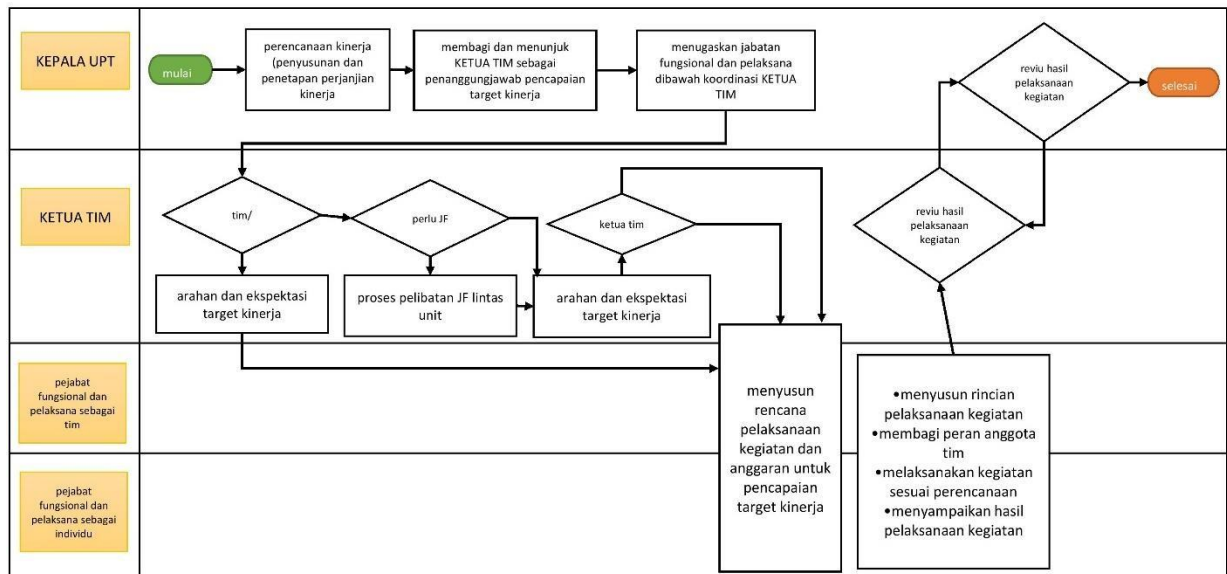 KEPALA UPT
mulai
perencanaan kinerja
(penyusunan dan
penetapan perjanjian
kinerja
membagi dan menunjuk
KETUA TIM sebagai
penanggungjawab pencapaian
target kinerja
menugaskan jabatan
fungsional dan pelaksana
dibawah koordinasi KETUA
TIM
reviu hasil
pelaksanaan
kegiatan
selesai
KETUA TIM
tim/
perlu JF
ketua tim
reviu hasil
pelaksanaan
kegiatan
arahan dan ekspektasi
target kinerja
proses pelibatan JF lintas
unit
arahan dan ekspektasi
target kinerja
pejabat
fungsional dan
pelaksana sebagai
tim
menyusun
rencana
pelaksanaan
kegiatan dan
anggaran untuk
pencapaian
target kinerja
•menyusun rincian
pelaksanaan kegiatan
•membagi peran anggota
tim
•melaksanakan kegiatan
sesuai perencanaan
•menyampaikan hasil
pelaksanaan kegiatan
pejabat
fungsional dan
pelaksana sebagai
individu